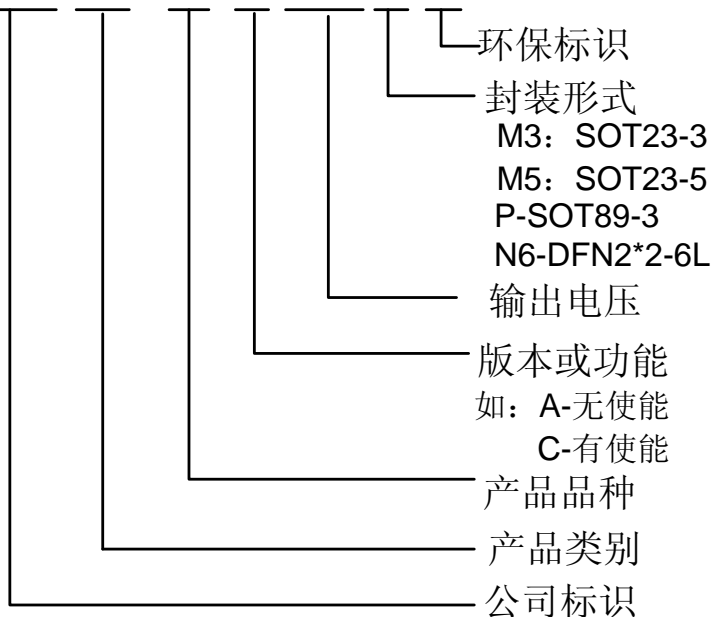 环保标识
封装形式
M3：SOT23-3
M5：SOT23-5
P-SOT89-3
N6-DFN2*2-6L
输出电压
版本或功能
如：A-无使能
C-有使能
产品品种
产品类别
公司标识